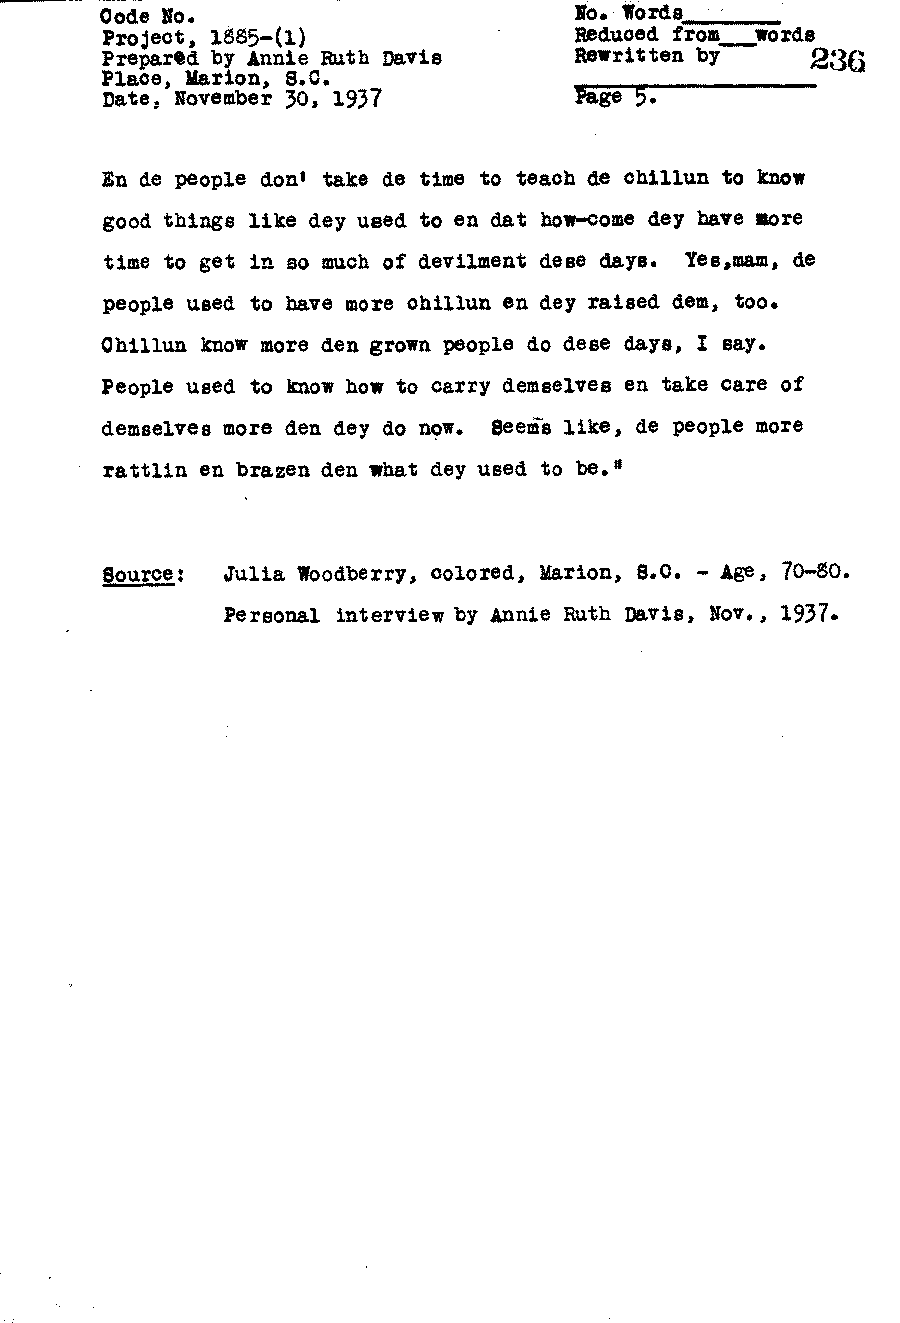 Code No.
Project, 1885-(1)
Prepared by Annie Ruth Davis
Place, Marion, S.C.
Date, November 30, 1937
No. Words
Reduced from___words
Rewritten by
236
Page 5.
En de people don' take de time to teach de chillun to know
good things like dey used to en dat how-come dey have more
time to get in so much of devilment dese days. Yes,mam, de
people used to have more chillun en dey raised dem, too.
Chillun know more den grown people do dese days, I say.
People used to know how to carry demselves en take care of
demselves more den dey do now. Seems like, de people more
rattlin en brazen den what dey used to be."
Source: Julia Woodberry, colored, Marion, S.C. - Age, 70-80.
Personal interview by Annie Ruth Davis, Nov., 1937.